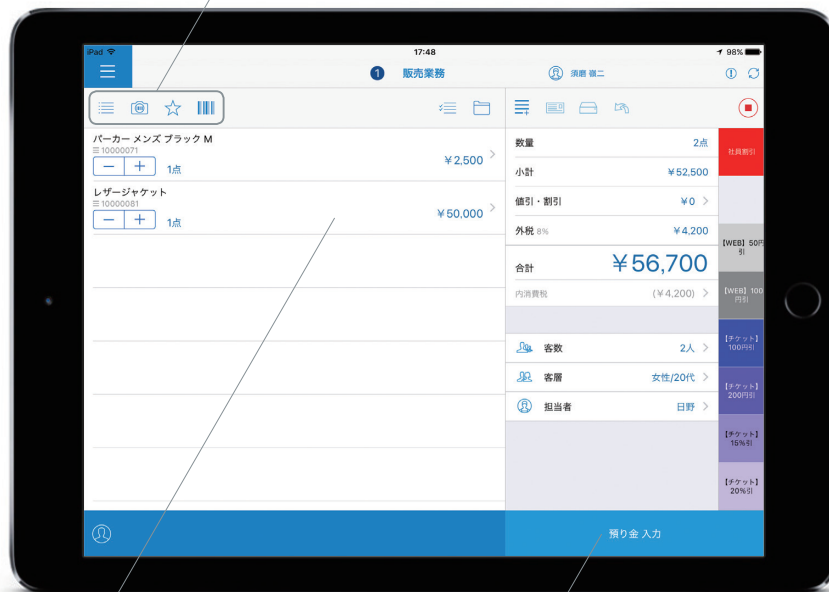 iPad 17:48 98%
1 販売業務 須磨 嶺二
パーカー メンズ ブラック M
10000071
− + 1点 ¥2,500
レザージャケット
10000081
− + 1点 ¥50,000
数量 2点
小計 ¥52,500
値引・割引 ¥0
外税 8% ¥4,200
合計 ¥56,700
内消費税 (¥4,200)
客数 2人
客層 女性/20代
担当者 日野
社員割引
【WEB】50円
引
【WEB】100
円引
【チケット】
100円引
【チケット】
200円引
【チケット】
15%引
【チケット】
20%引
預り金 入力